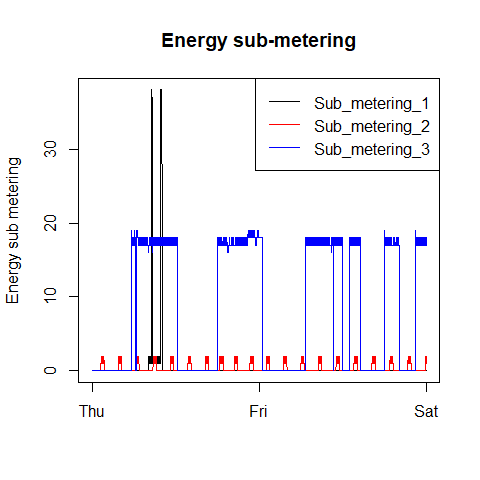 Energy sub-metering
Sub_metering_1
Sub_metering_2
Sub_metering_3
Energy sub metering
30
20
10
0
Thu
Fri
Sat